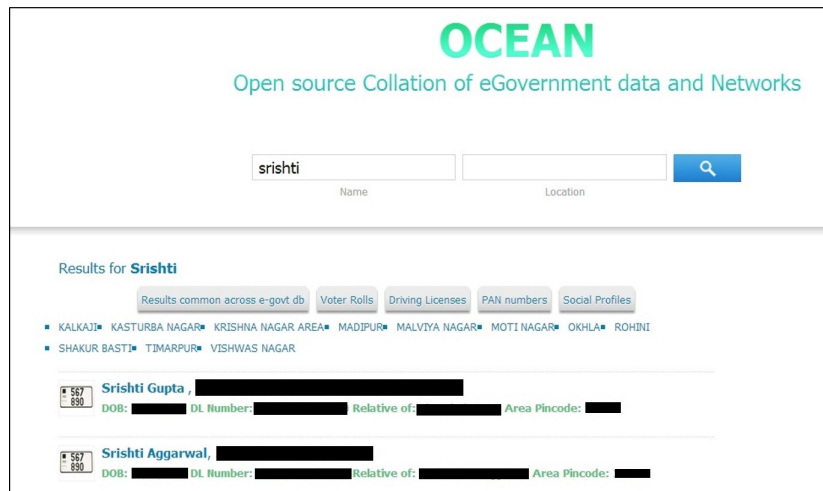 OCEAN
Open source Collation of eGovernment data and Networks
srishti
Name Location
Results for Srishti
Results common across e-govt db Voter Rolls Driving Licenses PAN numbers Social Profiles
KALKAJI KASTURBA NAGAR KRISHNA NAGAR AREA MADIPUR MALVIYA NAGAR MOTI NAGAR OKHLA ROHINI
SHAKUR BASTI TIMARPUR VISHWAS NAGAR
567
890
Srishti Gupta ,
DOB: DL Number: Relative of: Area Pincode:
567
890
Srishti Aggarwal,
DOB: DL Number: Relative of: Area Pincode: